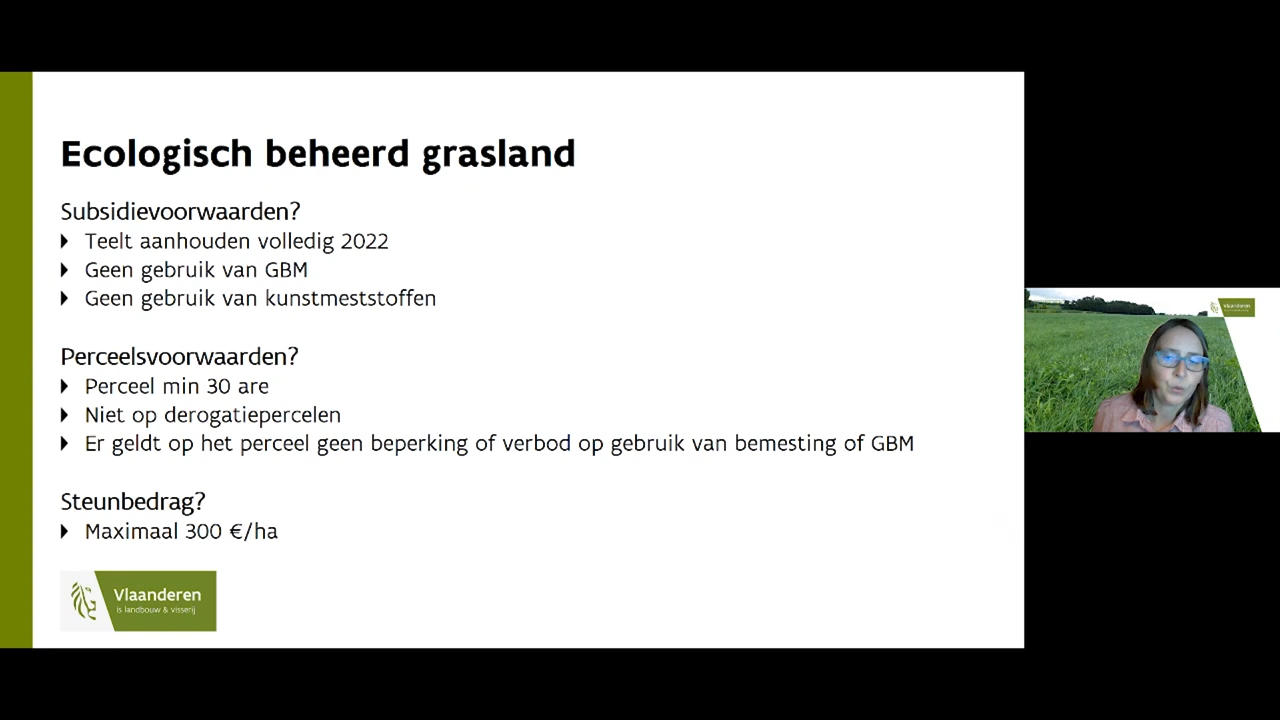 Ecologisch beheerd grasland
Subsidievoorwaarden?
Teelt aanhouden volledig 2022
Geen gebruik van GBM
Geen gebruik van kunstmeststoffen
Perceelsvoorwaarden?
Perceel min 30 are
Niet op derogatiepercelen
Er geldt op het perceel geen beperking of verbod op gebruik van bemesting of GBM
Steunbedrag?
Maximaal 300 €/ha
Vlaanderen
is landbouw & visserij
Vlaanderen